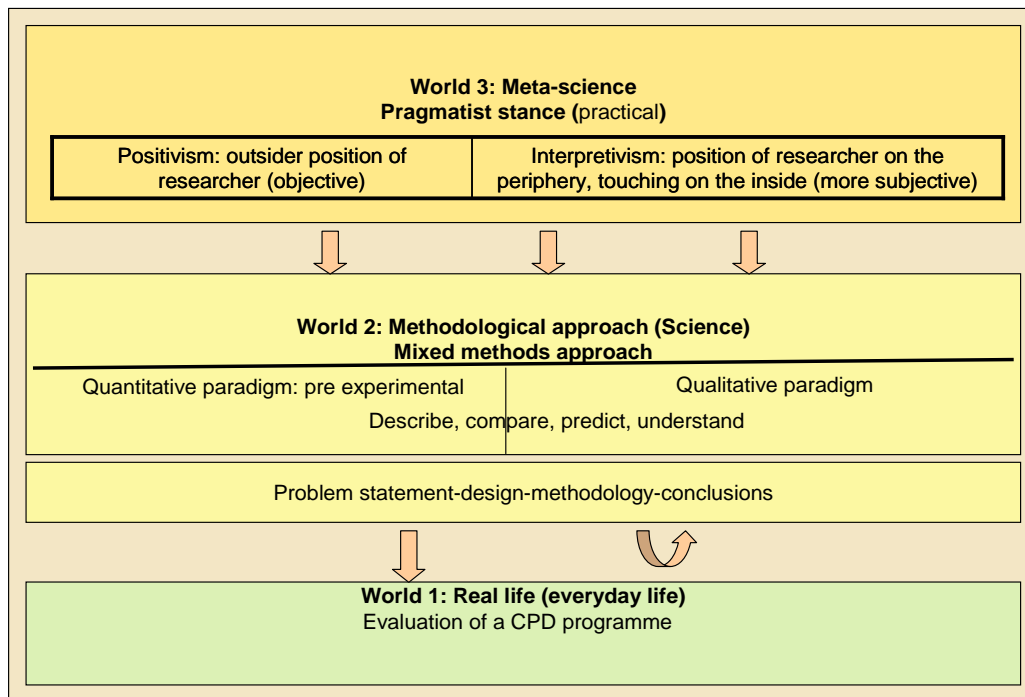 World 3: Meta-science
Pragmatist stance (practical)
Positivism: outsider position of
researcher (objective)
Interpretivism: position of researcher on the
periphery, touching on the inside (more subjective)
World 2: Methodological approach (Science)
Mixed methods approach
Quantitative paradigm: pre experimental
Qualitative paradigm
Describe, compare, predict, understand
Problem statement-design-methodology-conclusions
World 1: Real life (everyday life)
Evaluation of a CPD programme